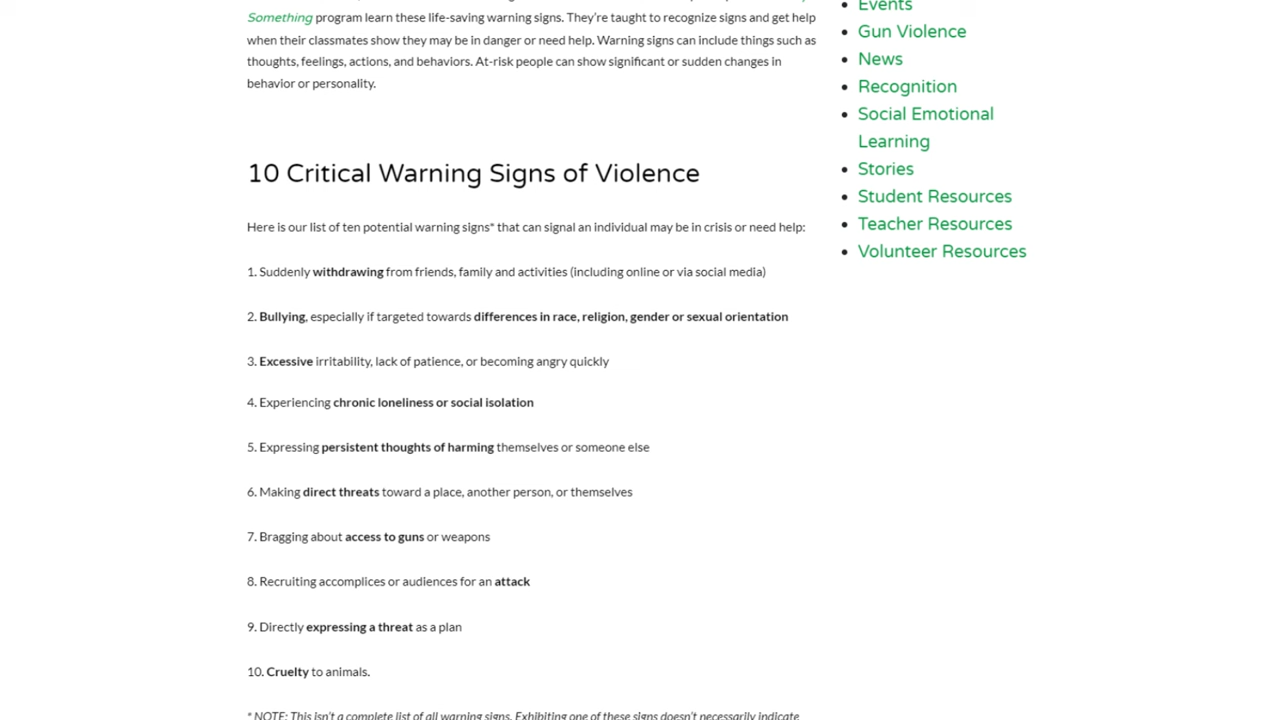 Something program learn these life-saving warning signs. They're taught to recognize signs and get help
when their classmates show they may be in danger or need help. Warning signs can include things such as
thoughts, feelings, actions, and behaviors. At-risk people can show significant or sudden changes in
behavior or personality.
10 Critical Warning Signs of Violence
Here is our list of ten potential warning signs* that can signal an individual may be in crisis or need help:
1. Suddenly withdrawing from friends, family and activities (including online or via social media)
2. Bullying, especially if targeted towards differences in race, religion, gender or sexual orientation
3. Excessive irritability, lack of patience, or becoming angry quickly
4. Experiencing chronic loneliness or social isolation
5. Expressing persistent thoughts of harming themselves or someone else
6. Making direct threats toward a place, another person, or themselves
7. Bragging about access to guns or weapons
8. Recruiting accomplices or audiences for an attack
9. Directly expressing a threat as a plan
10. Cruelty to animals.
* NOTE: This isn't a complete list of all warning signs. Exhibiting one of these signs doesn't necessarily indicate
Events
Gun Violence
News
Recognition
Social Emotional
Learning
Stories
Student Resources
Teacher Resources
Volunteer Resources